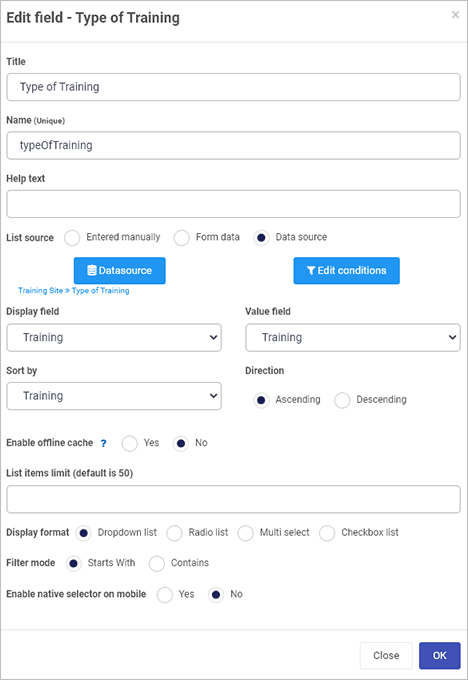 Edit field - Type of Training ×
Title
Type of Training
Name (Unique)
typeOfTraining
Help text
List source Entered manually Form data Data source
Datasource Edit conditions
Training Site » Type of Training
Display field Value field
Training Training
Sort by Direction
Training Ascending Descending
Enable offline cache ? Yes No
List items limit (default is 50)
Display format Dropdown list Radio list Multi select Checkbox list
Filter mode Starts With Contains
Enable native selector on mobile Yes No
Close OK